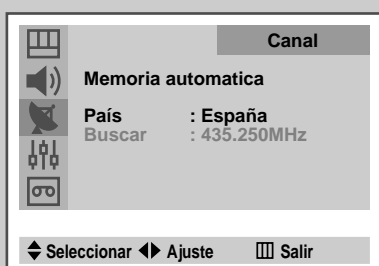 Canal
Memoria automatica
País : España
Buscar : 435.250MHz
Seleccionar Ajuste Salir